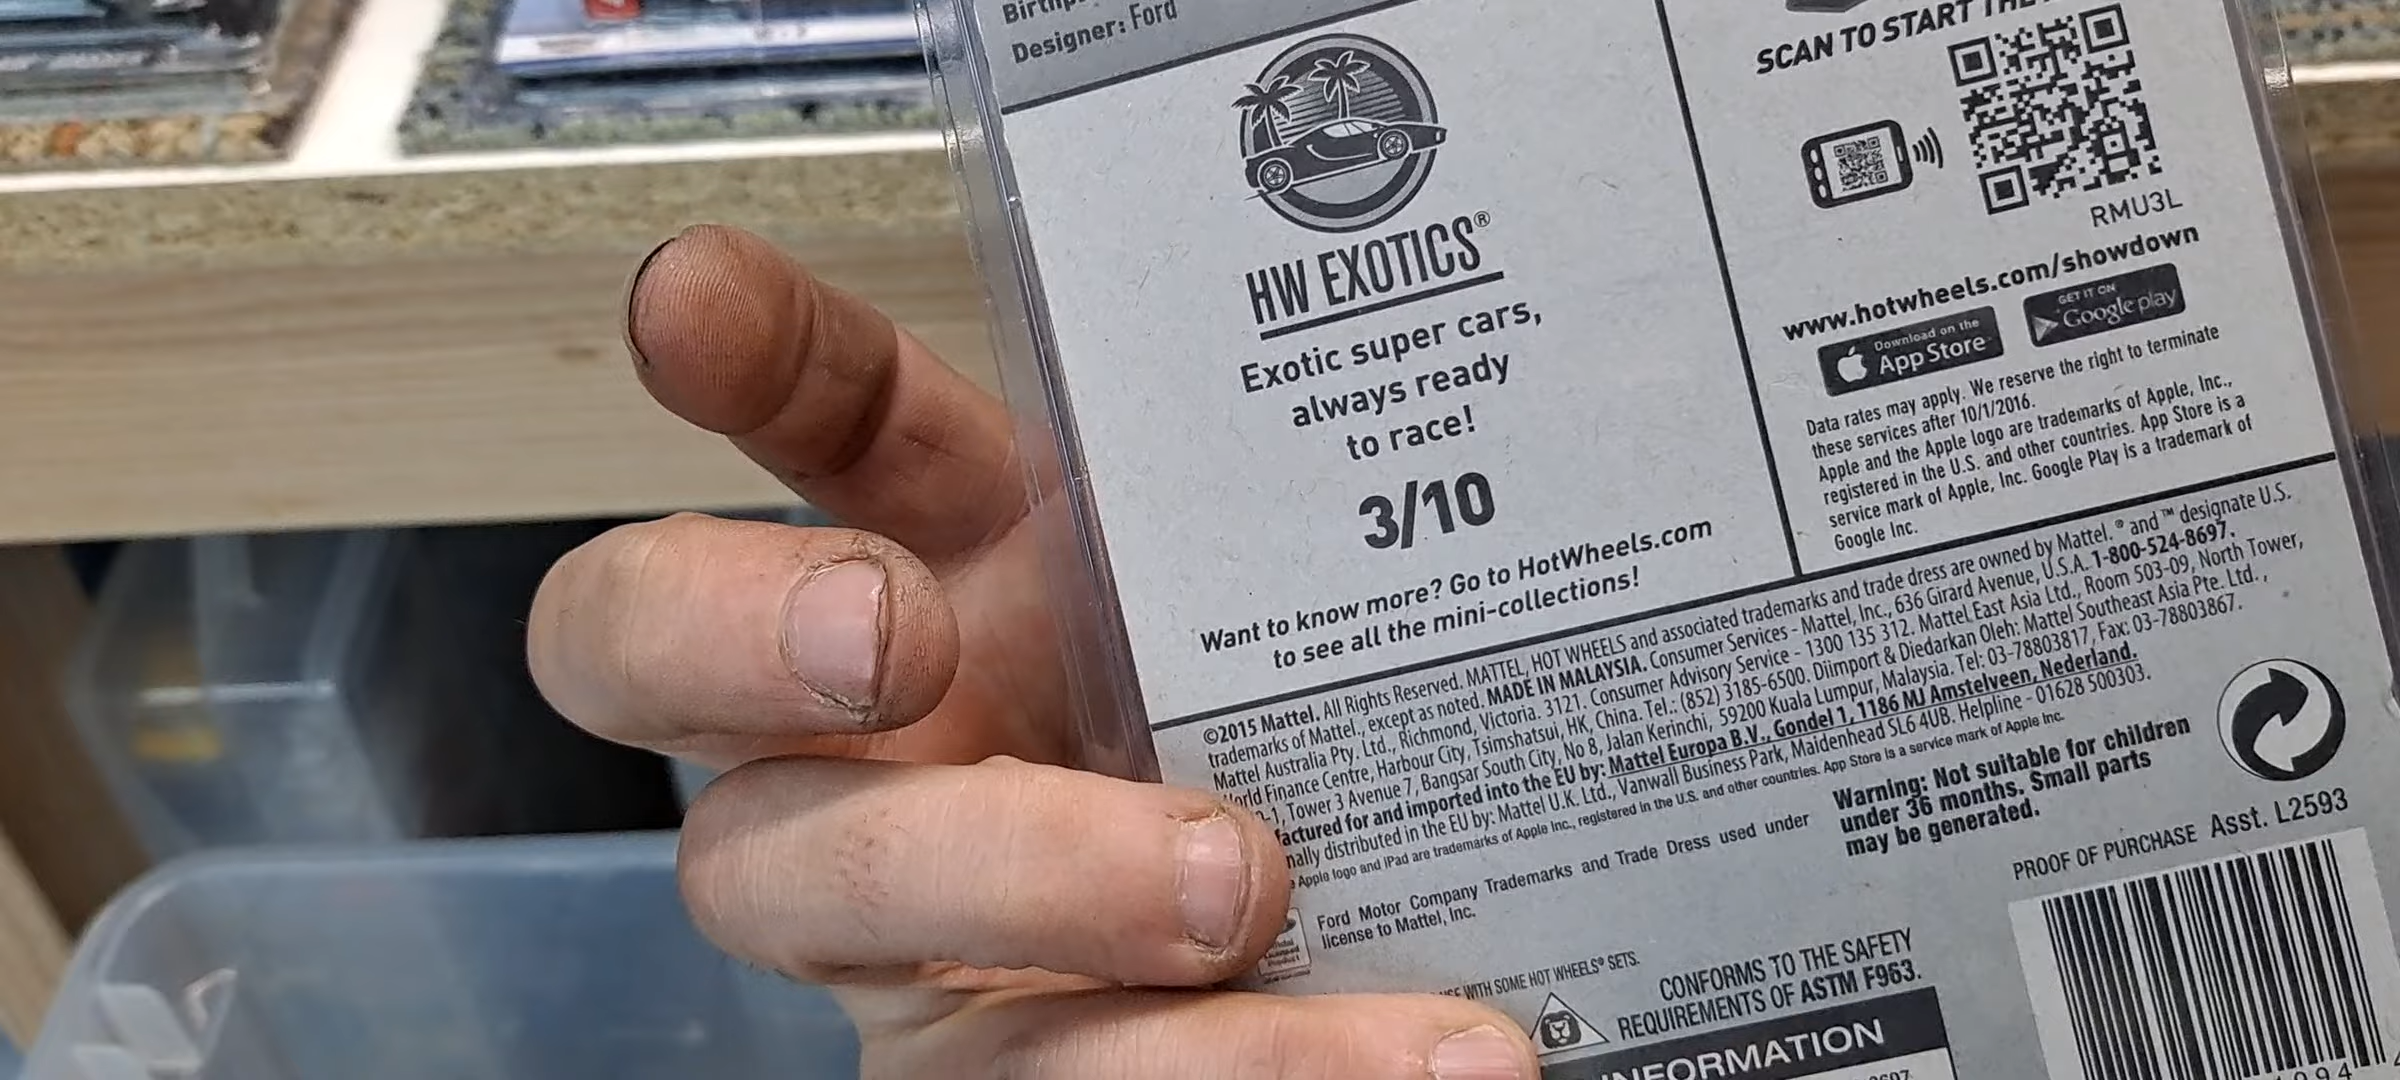 Designer: Ford
HW EXOTICS®
Exotic super cars,
always ready
to race!
3/10
Want to know more? Go to HotWheels.com
to see all the mini-collections!
SCAN TO START
RMU3L
www.hotwheels.com/showdown
Download on the
App Store
GET IT ON
Google play
Data rates may apply. We reserve the right to terminate
these services after 10/1/2016.
Apple and the Apple logo are trademarks of Apple, Inc.,
registered in the U.S. and other countries. App Store is a
service mark of Apple, Inc. Google Play is a trademark of
Google Inc.
©2015 Mattel. All Rights Reserved. MATTEL, HOT WHEELS and associated trademarks and trade dress are owned by Mattel. ® and ™ designate U.S.
trademarks of Mattel., except as noted. MADE IN MALAYSIA. Consumer Services - Mattel, Inc., 636 Girard Avenue, U.S.A. 1-800-524-8697.
Mattel Australia Pty. Ltd., Richmond, Victoria. 3121. Consumer Advisory Service - 1300 135 312. Mattel East Asia Ltd., Room 503-09, North Tower,
World Finance Centre, Harbour City, Tsimshatsui, HK, China. Tel.: (852) 3185-6500. Diimport & Diedarkan Oleh: Mattel Southeast Asia Pte. Ltd.,
Tower 3 Avenue 7, Bangsar South City, No 8, Jalan Kerinchi, 59200 Kuala Lumpur, Malaysia. Tel: 03-78803817, Fax: 03-78803867.
factured for and imported into the EU by: Mattel Europa B.V., Gondel 1, 1186 MJ Amstelveen, Nederland.
nally distributed in the EU by: Mattel U.K. Ltd., Vanwall Business Park, Maidenhead SL6 4UB. Helpline - 01628 500303.
Apple logo and iPad are trademarks of Apple Inc., registered in the U.S. and other countries. App Store is a service mark of Apple Inc.
Warning: Not suitable for children
under 36 months. Small parts
may be generated.
Ford Motor Company Trademarks and Trade Dress used under
license to Mattel, Inc.
PROOF OF PURCHASE Asst. L2593
WITH SOME HOT WHEELS® SETS.
CONFORMS TO THE SAFETY
REQUIREMENTS OF ASTM F963.
NFORMATION